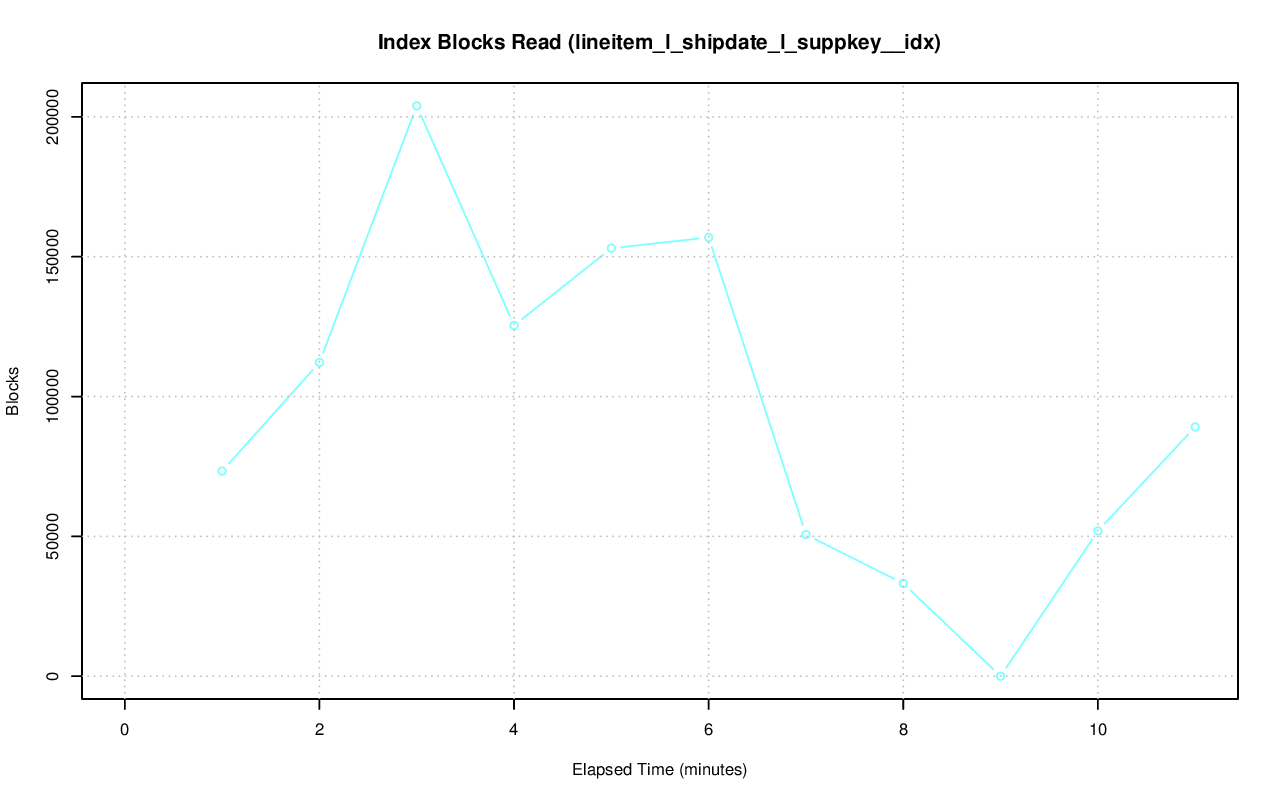 Index Blocks Read (lineitem_l_shipdate_l_suppkey__idx)
200000
150000
100000
50000
0
Blocks
0 2 4 6 8 10
Elapsed Time (minutes)